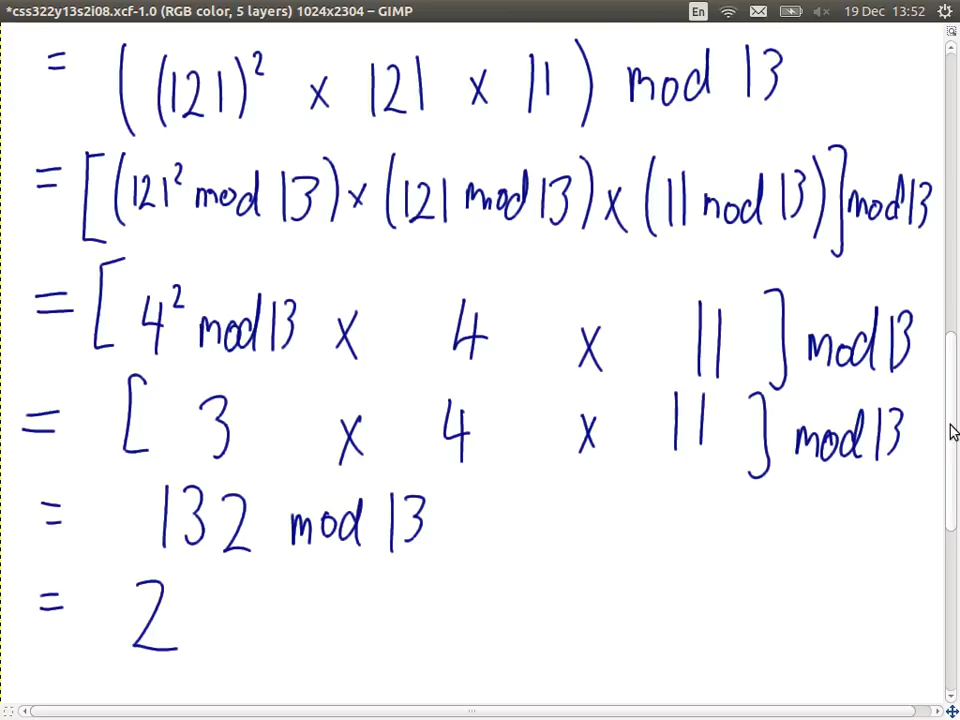 *css322y13s2i08.xcf-1.0 (RGB color, 5 layers) 1024x2304 – GIMP En 19 Dec 13:52
= ((121)² x 121 x 11) mod 13
= [(121² mod 13) x (121 mod 13) x (11 mod 13)] mod 13
= [4² mod 13 x 4 x 11] mod 13
= [3 x 4 x 11] mod 13
= 132 mod 13
= 2